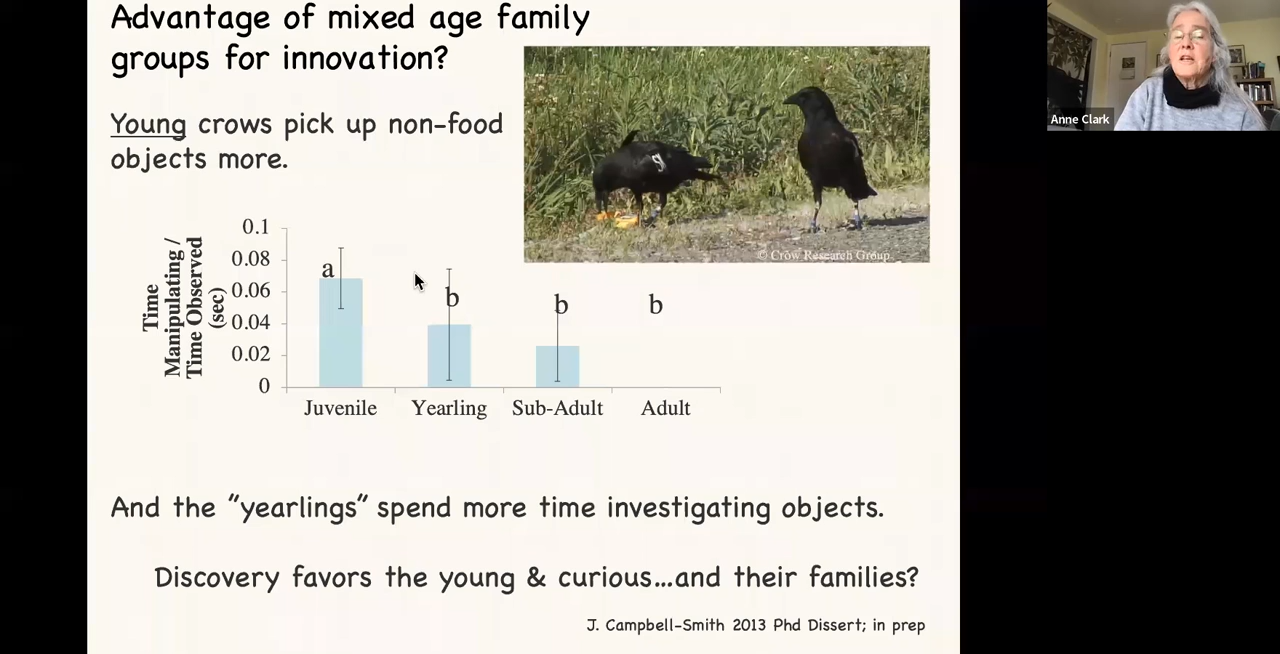 Advantage of mixed age family
groups for innovation?
Young crows pick up non-food
objects more.
© Crow Research Group
Anne Clark
Time
Manipulating /
Time Observed
(sec)
0.1
0.08
0.06
0.04
0.02
0
a
b
b
b
Juvenile
Yearling
Sub-Adult
Adult
And the "yearlings" spend more time investigating objects.
Discovery favors the young & curious...and their families?
J. Campbell-Smith 2013 Phd Dissert; in prep